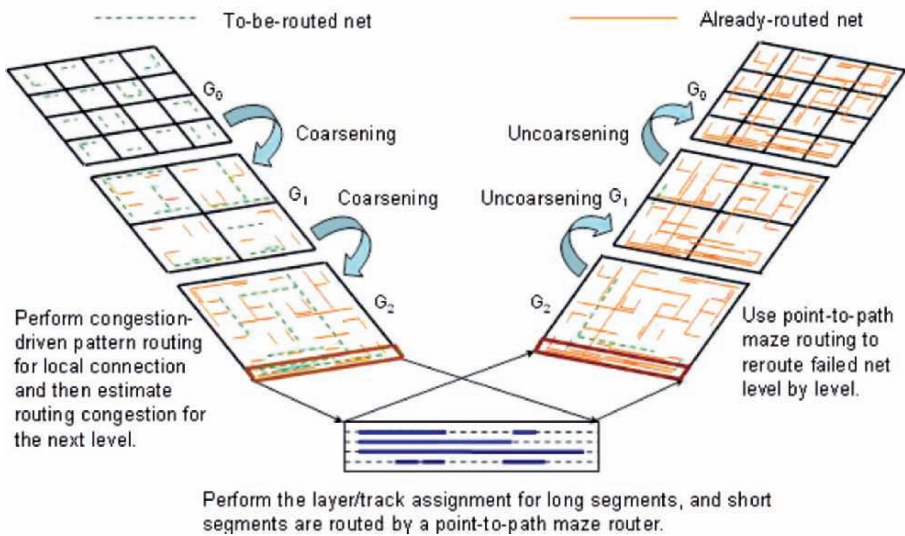 To-be-routed net
Already-routed net
G0
Coarsening
Uncoarsening
G0
G1
Coarsening
Uncoarsening
G1
G2
G2
Perform congestion-
driven pattern routing
for local connection
and then estimate
routing congestion for
the next level.
Use point-to-path
maze routing to
reroute failed net
level by level.
Perform the layer/track assignment for long segments, and short
segments are routed by a point-to-path maze router.